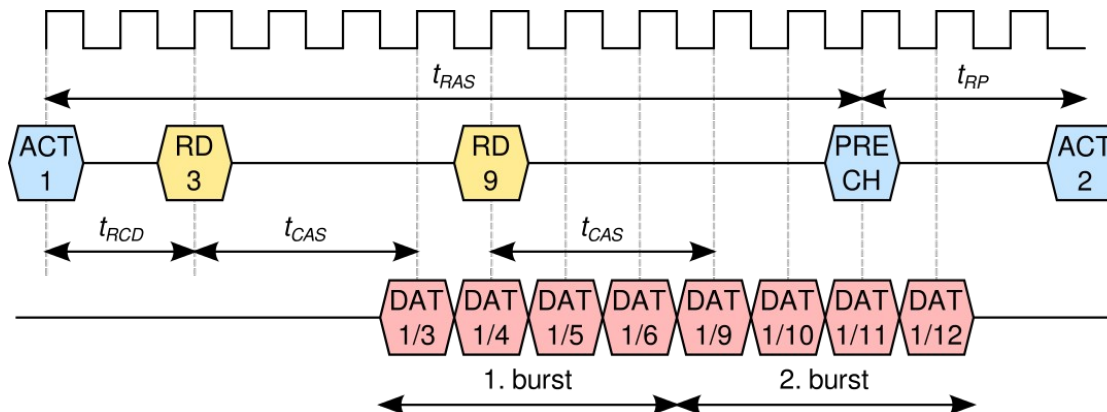 tRAS
tRP
ACT
1
RD
3
RD
9
PRE
CH
ACT
2
tRCD
tCAS
tCAS
DAT
1/3
DAT
1/4
DAT
1/5
DAT
1/6
DAT
1/9
DAT
1/10
DAT
1/11
DAT
1/12
1. burst
2. burst